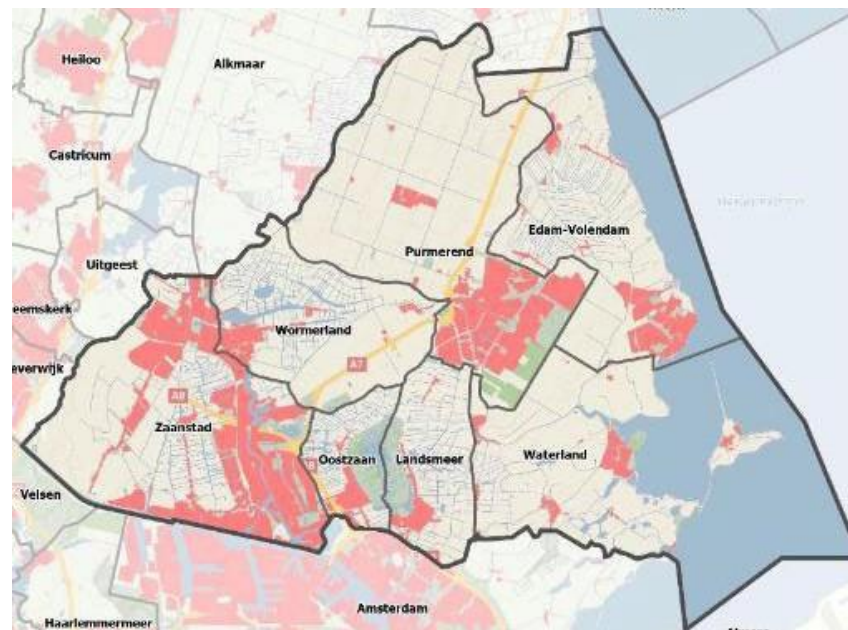 Heiloo
Alkmaar
Castricum
Edam-Volendam
Purmerend
Uitgeest
eemskerk
Wormerland
A7
everwijk
A8
Zaanstad
Oostzaan
Landsmeer
Waterland
Velsen
Amsterdam
Haarlemmermeer